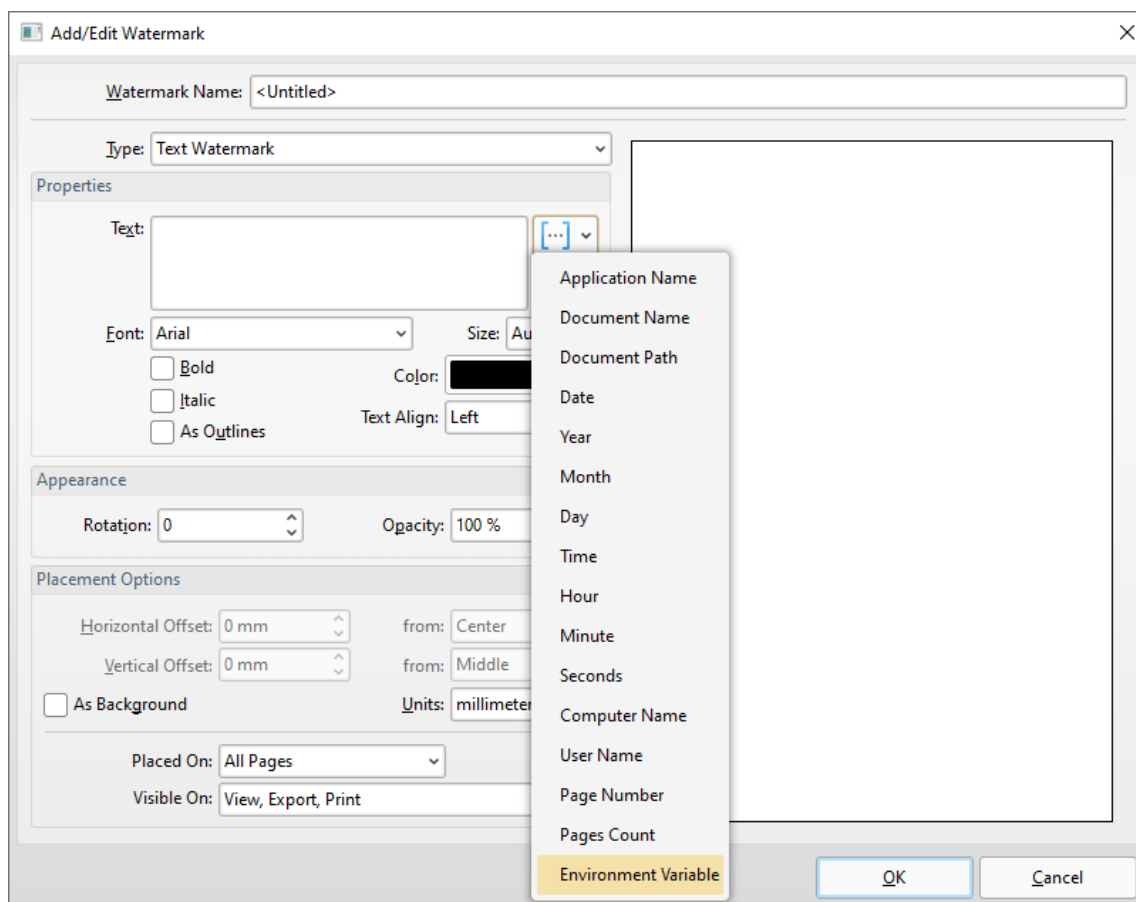 Add/Edit Watermark
Watermark Name: <Untitled>
Type: Text Watermark
Properties
Text:
[...]
Application Name
Document Name
Document Path
Date
Year
Month
Day
Time
Hour
Minute
Seconds
Computer Name
User Name
Page Number
Pages Count
Environment Variable
Font: Arial
Size: Au
Bold
Color:
Italic
Text Align: Left
As Outlines
Appearance
Rotation: 0
Opacity: 100 %
Placement Options
Horizontal Offset: 0 mm
from: Center
Vertical Offset: 0 mm
from: Middle
As Background
Units: millimeter
Placed On: All Pages
Visible On: View, Export, Print
OK
Cancel